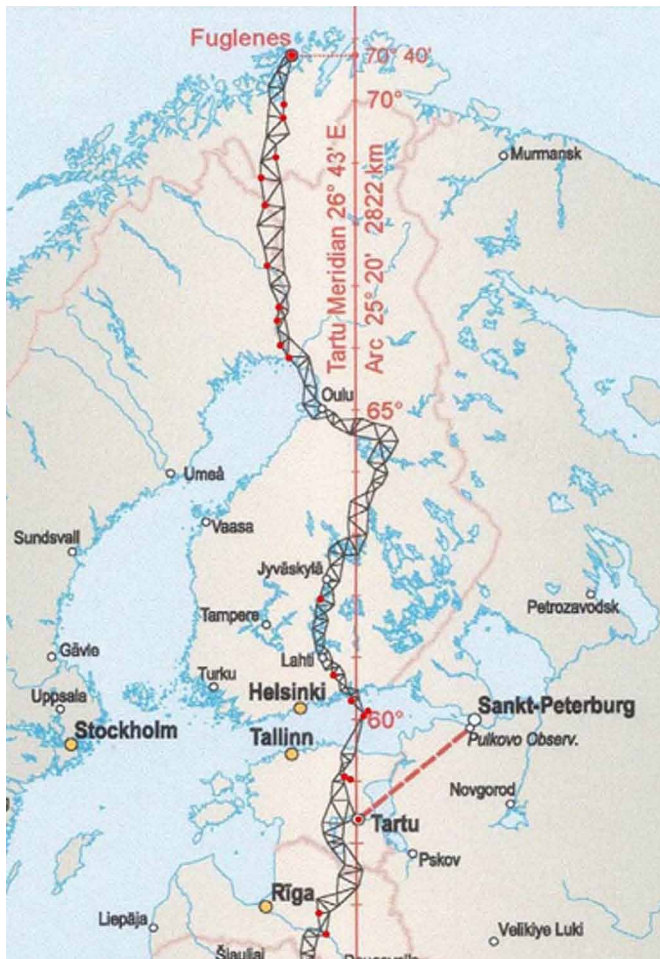 Fuglenes
70° 40'
70°
Murmansk
Tartu Meridian 26° 43' E
Arc 25° 20' 2822 km
Oulu
65°
Umeå
Vaasa
Sundsvall
Jyväskylä
Petrozavodsk
Tampere
Lahti
Gävle
Turku
Helsinki
Uppsala
Sankt-Peterburg
60°
Stockholm
Tallinn
Pulkovo Observ.
Novgorod
Tartu
Pskov
Rīga
Liepāja
Velikiye Luki
Šiauliai